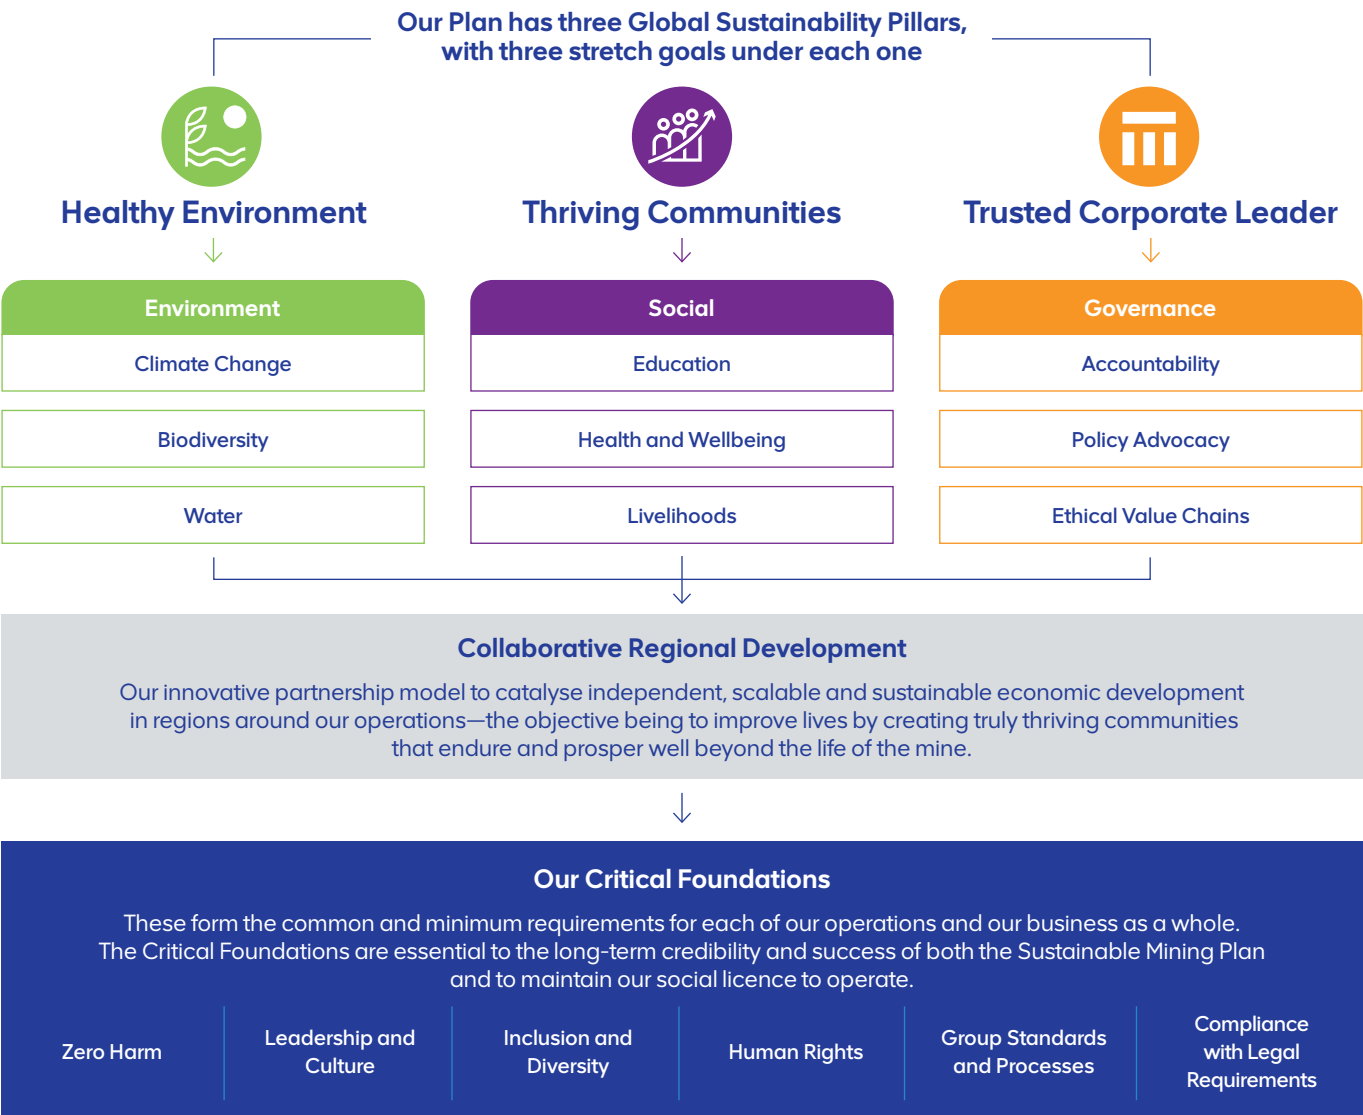 Our Plan has three Global Sustainability Pillars,
with three stretch goals under each one
Healthy Environment
Thriving Communities
Trusted Corporate Leader
Environment
Climate Change
Biodiversity
Water
Social
Education
Health and Wellbeing
Livelihoods
Governance
Accountability
Policy Advocacy
Ethical Value Chains
Collaborative Regional Development
Our innovative partnership model to catalyse independent, scalable and sustainable economic development
in regions around our operations—the objective being to improve lives by creating truly thriving communities
that endure and prosper well beyond the life of the mine.
Our Critical Foundations
These form the common and minimum requirements for each of our operations and our business as a whole.
The Critical Foundations are essential to the long-term credibility and success of both the Sustainable Mining Plan
and to maintain our social licence to operate.
Zero Harm
Leadership and
Culture
Inclusion and
Diversity
Human Rights
Group Standards
and Processes
Compliance
with Legal
Requirements